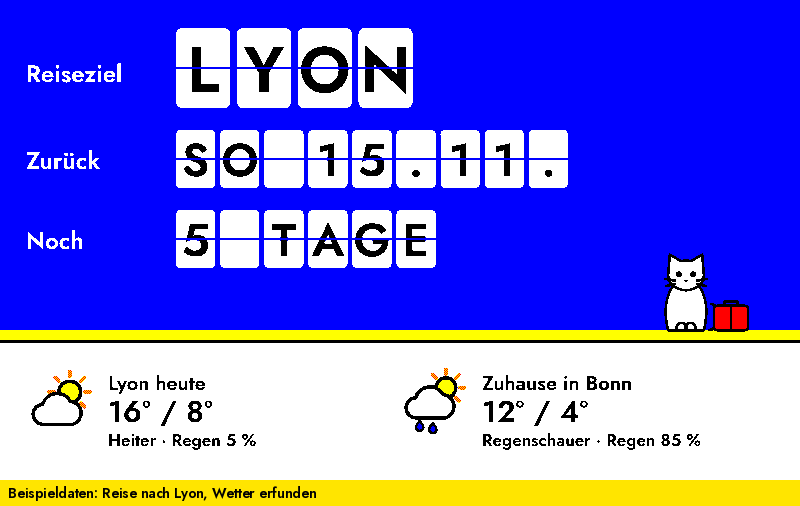 Reiseziel LYON
Zurück SO 15.11.
Noch 5 TAGE
Lyon heute
16° / 8°
Heiter · Regen 5 %
Zuhause in Bonn
12° / 4°
Regenschauer · Regen 85 %
Beispieldaten: Reise nach Lyon, Wetter erfunden